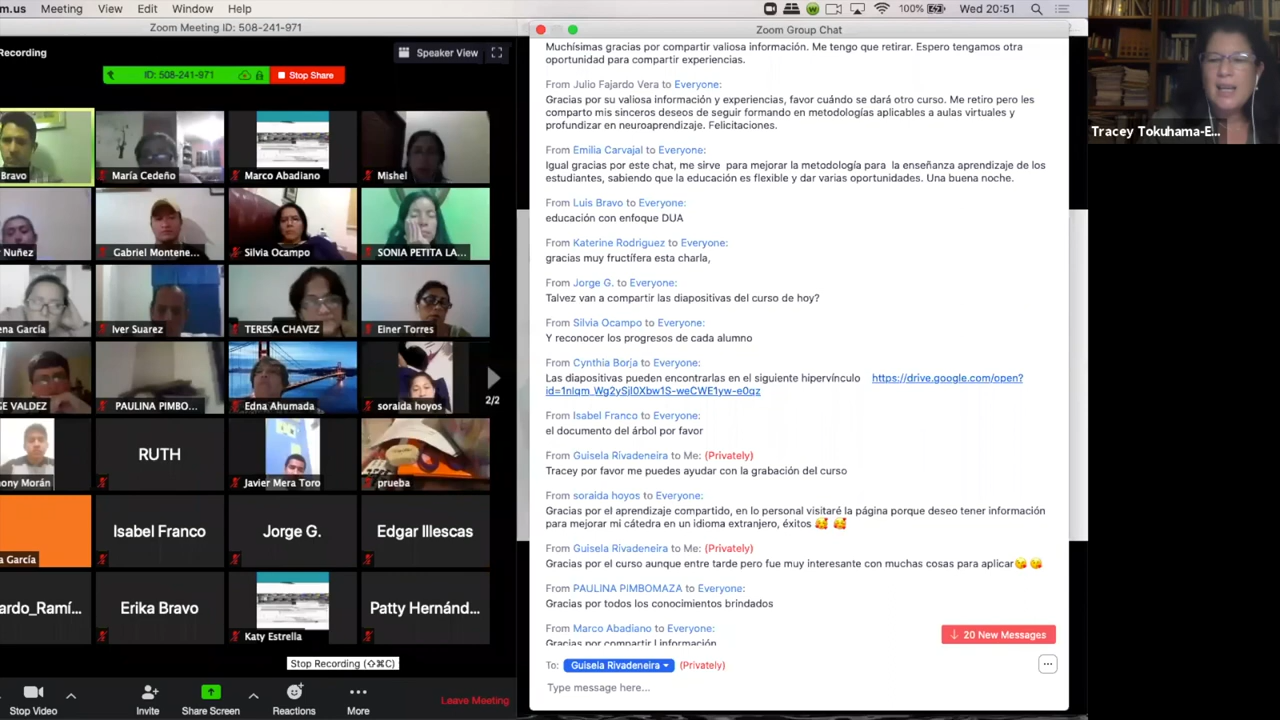 m.us Meeting View Edit Window Help
100% Wed 20:51
Zoom Meeting ID: 508-241-971
Recording
Speaker View
ID: 508-241-971
Stop Share
Bravo
María Cedeño
Marco Abadiano
Mishel
Nuñez
Gabriel Montene...
Silvia Ocampo
SONIA PETITA LA...
ena García
Iver Suarez
TERESA CHAVEZ
Einer Torres
GE VALDEZ
PAULINA PIMBO...
Edna Ahumada
soraida hoyos
2/2
ony Morán
RUTH
Javier Mera Toro
prueba
a García
Isabel Franco
Jorge G.
Edgar Illescas
ardo_Ramí...
Erika Bravo
Katy Estrella
Patty Hernánd...
Stop Recording (⇧⌘C)
Stop Video
Invite
Share Screen
Reactions
More
Leave Meeting
Zoom Group Chat
Muchísimas gracias por compartir valiosa información. Me tengo que retirar. Espero tengamos otra
oportunidad para compartir experiencias.
From Julio Fajardo Vera to Everyone:
Gracias por su valiosa información y experiencias, favor cuándo se dará otro curso. Me retiro pero les
comparto mis sinceros deseos de seguir formando en metodologías aplicables a aulas virtuales y
profundizar en neuroaprendizaje. Felicitaciones.
From Emilia Carvajal to Everyone:
Igual gracias por este chat, me sirve para mejorar la metodología para la enseñanza aprendizaje de los
estudiantes, sabiendo que la educación es flexible y dar varias oportunidades. Una buena noche.
From Luis Bravo to Everyone:
educación con enfoque DUA
From Katerine Rodriguez to Everyone:
gracias muy fructífera esta charla,
From Jorge G. to Everyone:
Talvez van a compartir las diapositivas del curso de hoy?
From Silvia Ocampo to Everyone:
Y reconocer los progresos de cada alumno
From Cynthia Borja to Everyone:
Las diapositivas pueden encontrarlas en el siguiente hipervínculo https://drive.google.com/open?
id=1nlqm_Wg2ySjI0Xbw1S-weCWE1yw-e0qz
From Isabel Franco to Everyone:
el documento del árbol por favor
From Guisela Rivadeneira to Me: (Privately)
Tracey por favor me puedes ayudar con la grabación del curso
From soraida hoyos to Everyone:
Gracias por el aprendizaje compartido, en lo personal visitaré la página porque deseo tener información
para mejorar mi cátedra en un idioma extranjero, éxitos 🥰 🥰
From Guisela Rivadeneira to Me: (Privately)
Gracias por el curso aunque entre tarde pero fue muy interesante con muchas cosas para aplicar😘 😘
From PAULINA PIMBOMAZA to Everyone:
Gracias por todos los conocimientos brindados
From Marco Abadiano to Everyone:
Gracias por compartir l información
20 New Messages
To: Guisela Rivadeneira (Privately)
Type message here...
Tracey Tokuhama-E...